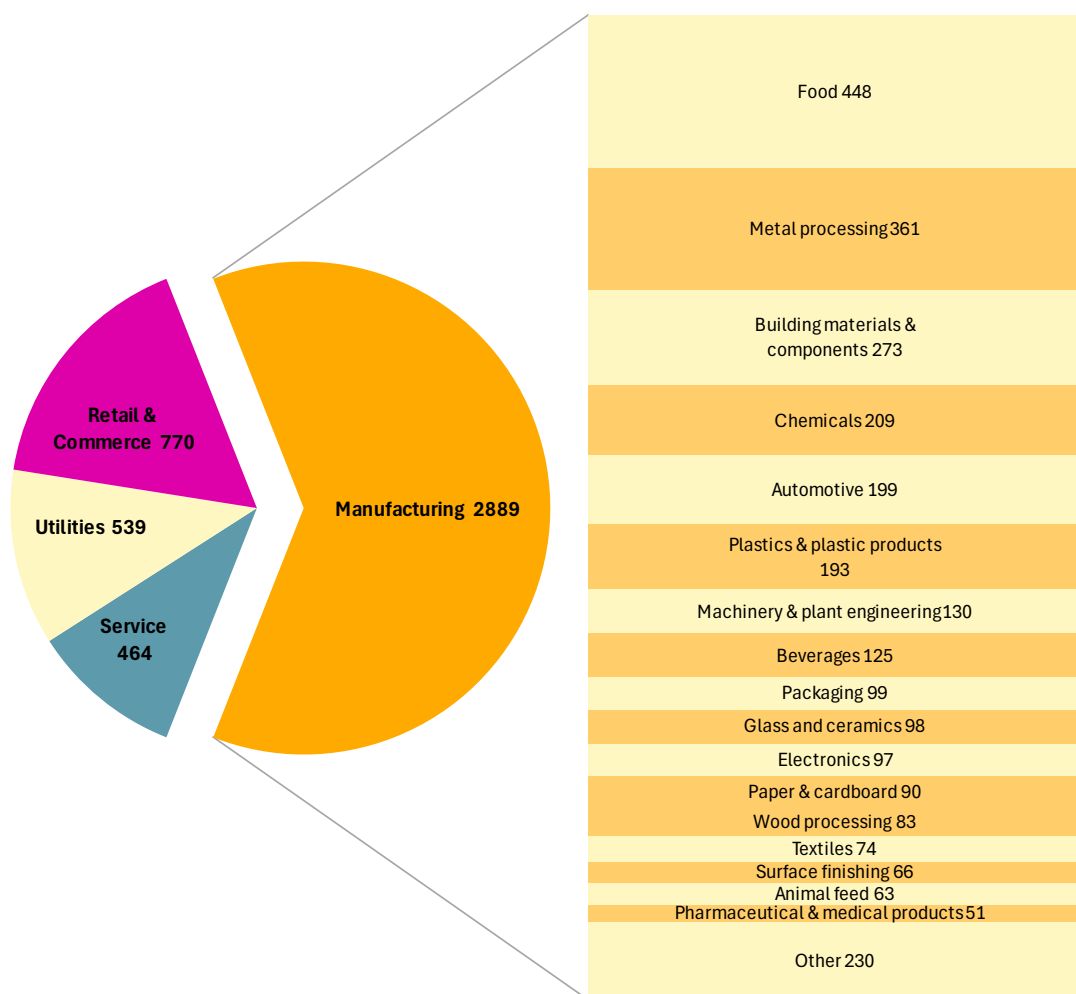 Retail &
Commerce 770
Utilities 539
Service
464
Manufacturing 2889
Food 448
Metal processing 361
Building materials &
components 273
Chemicals 209
Automotive 199
Plastics & plastic products
193
Machinery & plant engineering 130
Beverages 125
Packaging 99
Glass and ceramics 98
Electronics 97
Paper & cardboard 90
Wood processing 83
Textiles 74
Surface finishing 66
Animal feed 63
Pharmaceutical & medical products 51
Other 230